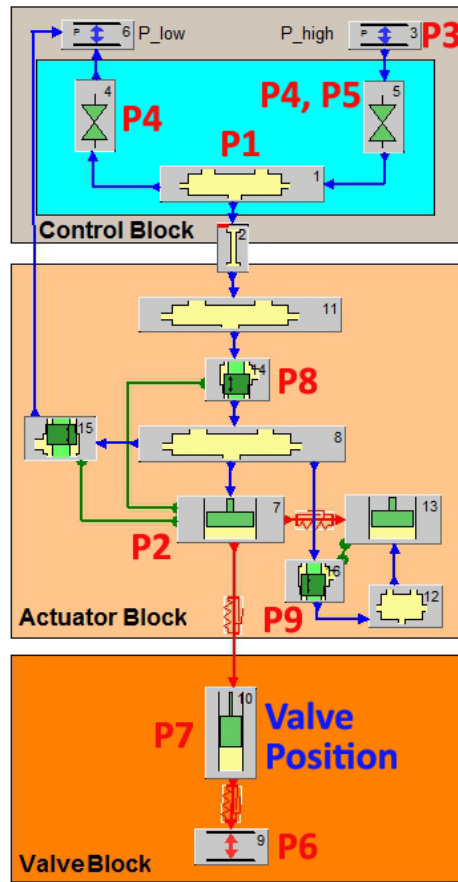 6 P_low P_high P 3 P3
P
4 P4 P4, P5 5
P1
1
Control Block
2
11
14 P8
15 8
P2 7 13
16
P9 12
Actuator Block
10
P7 Valve
Position
9 P6
Valve Block